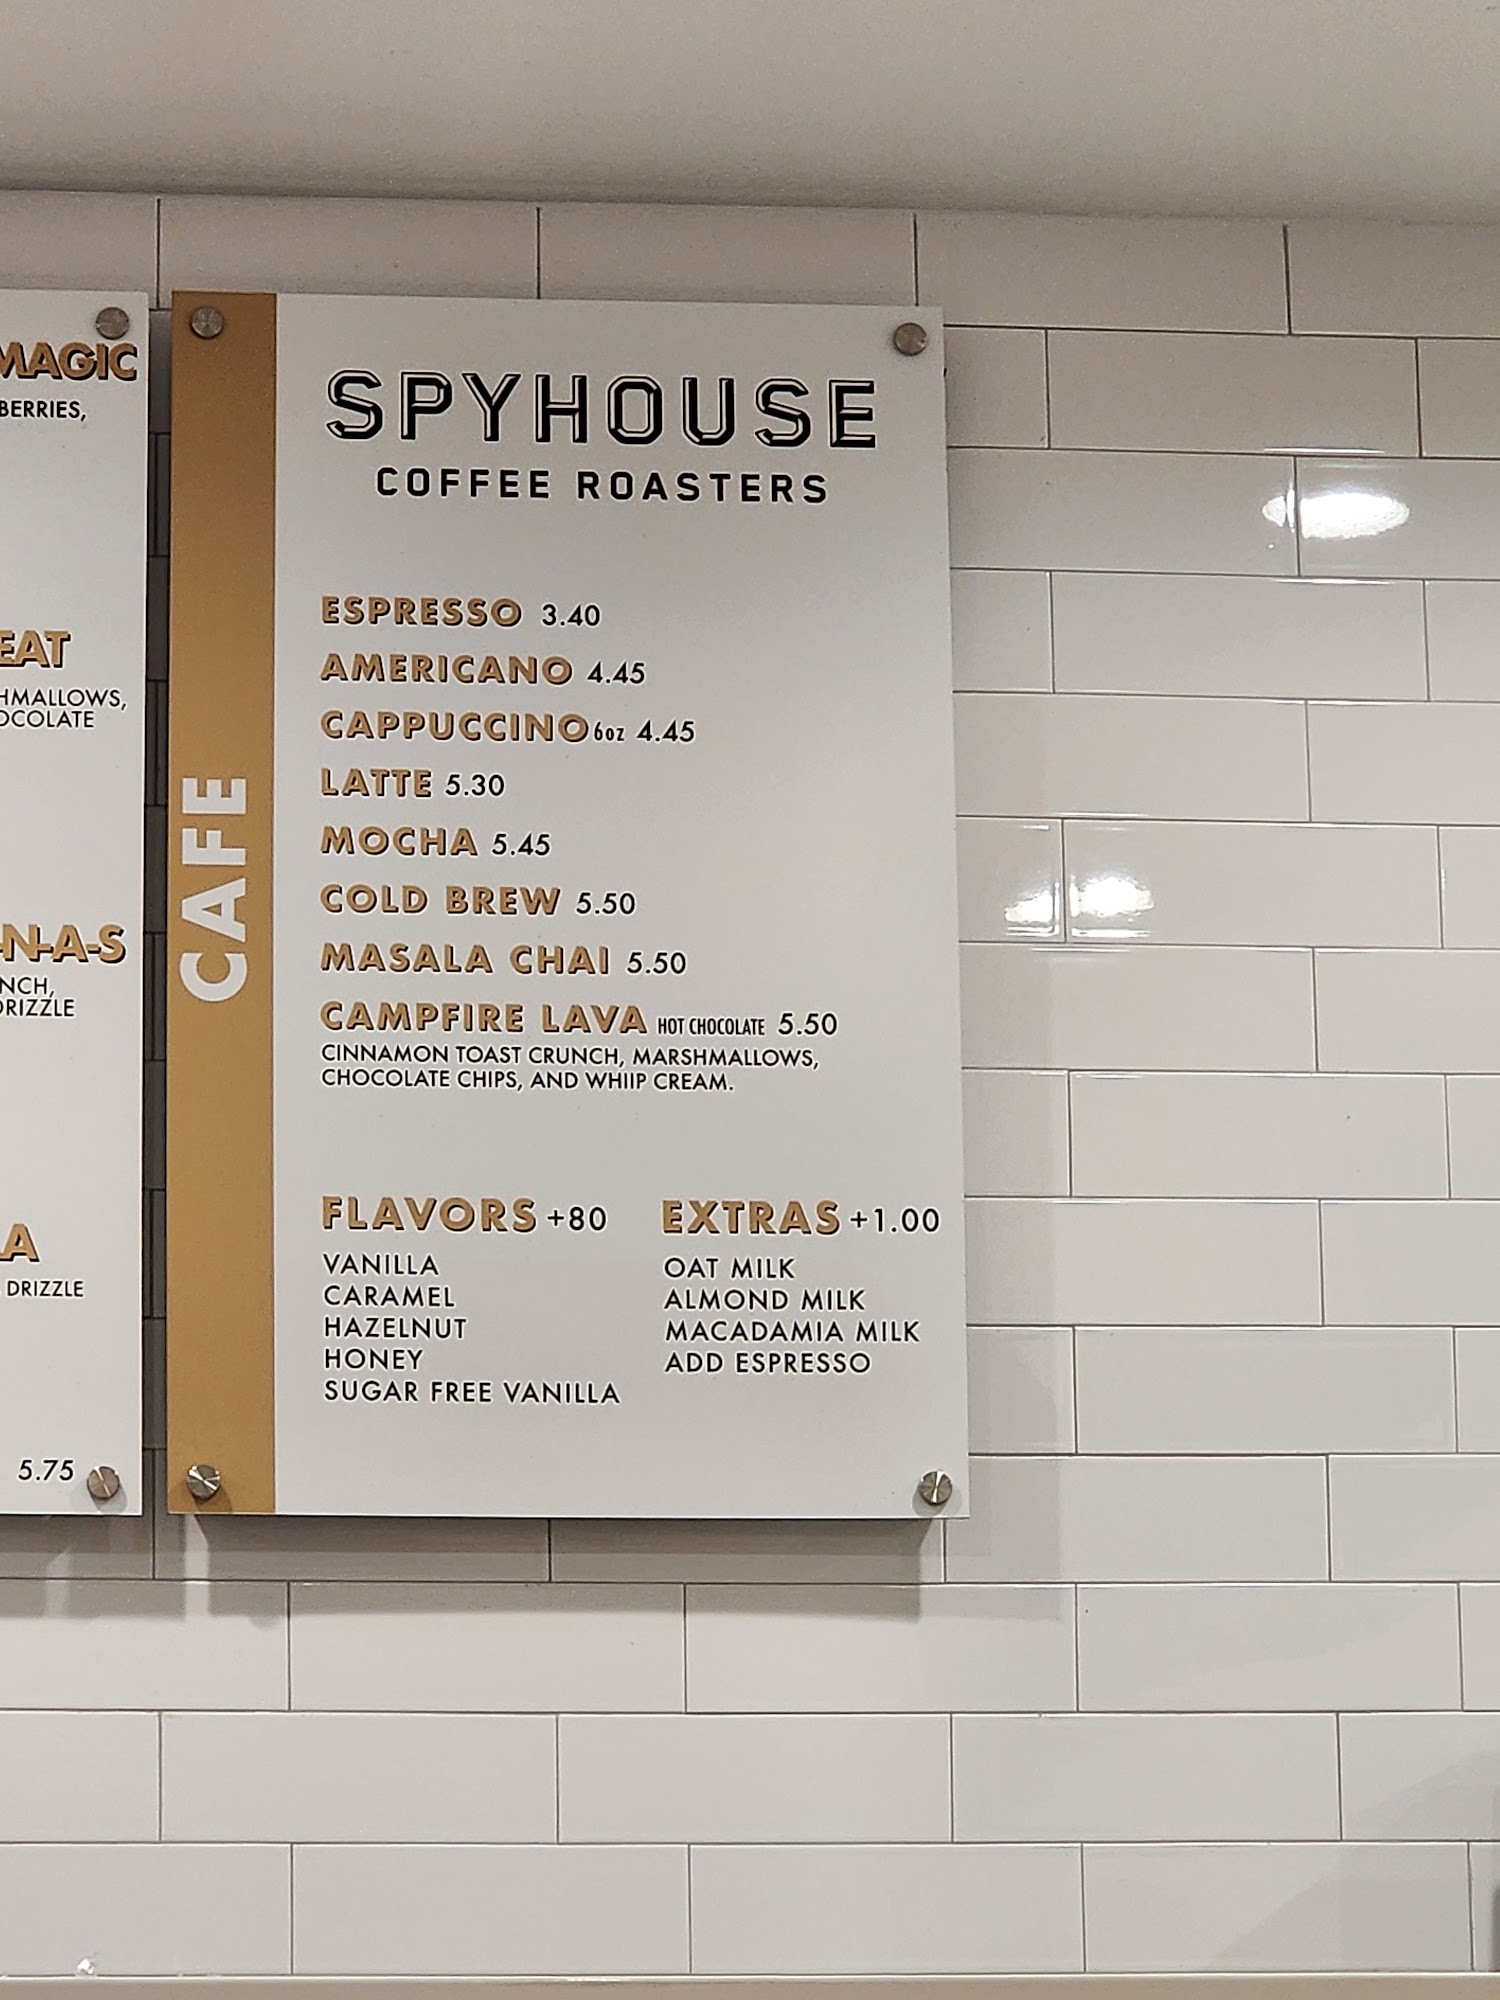 MAGIC
BERRIES,
EAT
HMALLOWS,
OCOLATE
-N-A-S
NCH,
DRIZZLE
A
DRIZZLE
5.75
CAFE
SPYHOUSE
COFFEE ROASTERS
ESPRESSO 3.40
AMERICANO 4.45
CAPPUCCINO 6oz 4.45
LATTE 5.30
MOCHA 5.45
COLD BREW 5.50
MASALA CHAI 5.50
CAMPFIRE LAVA HOT CHOCOLATE 5.50
CINNAMON TOAST CRUNCH, MARSHMALLOWS,
CHOCOLATE CHIPS, AND WHIIP CREAM.
FLAVORS +80
VANILLA
CARAMEL
HAZELNUT
HONEY
SUGAR FREE VANILLA
EXTRAS +1.00
OAT MILK
ALMOND MILK
MACADAMIA MILK
ADD ESPRESSO